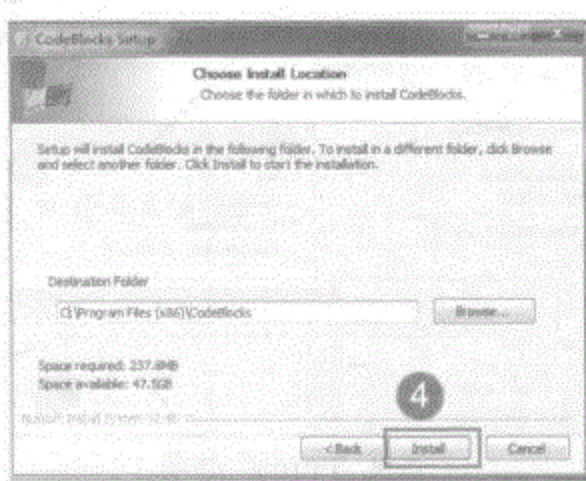 CodeBlocks Setup
Choose Install Location
Choose the folder in which to install CodeBlocks.
Setup will install CodeBlocks in the following folder. To install in a different folder, click Browse
and select another folder. Click Install to start the installation.
Destination Folder
C:\Program Files (x86)\CodeBlocks
Browse...
Space required: 237.8MB
Space available: 47.5GB
4
< Back
Install
Cancel